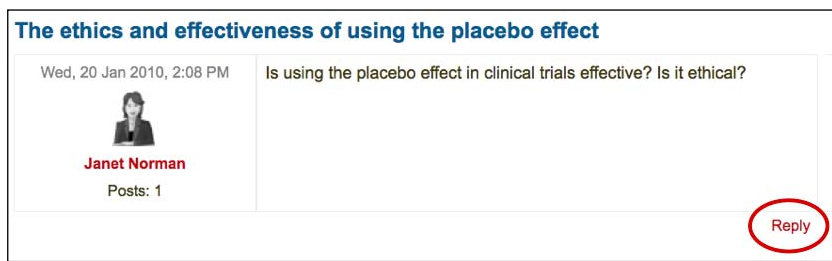 The ethics and effectiveness of using the placebo effect
Wed, 20 Jan 2010, 2:08 PM
Is using the placebo effect in clinical trials effective? Is it ethical?
Janet Norman
Posts: 1
Reply